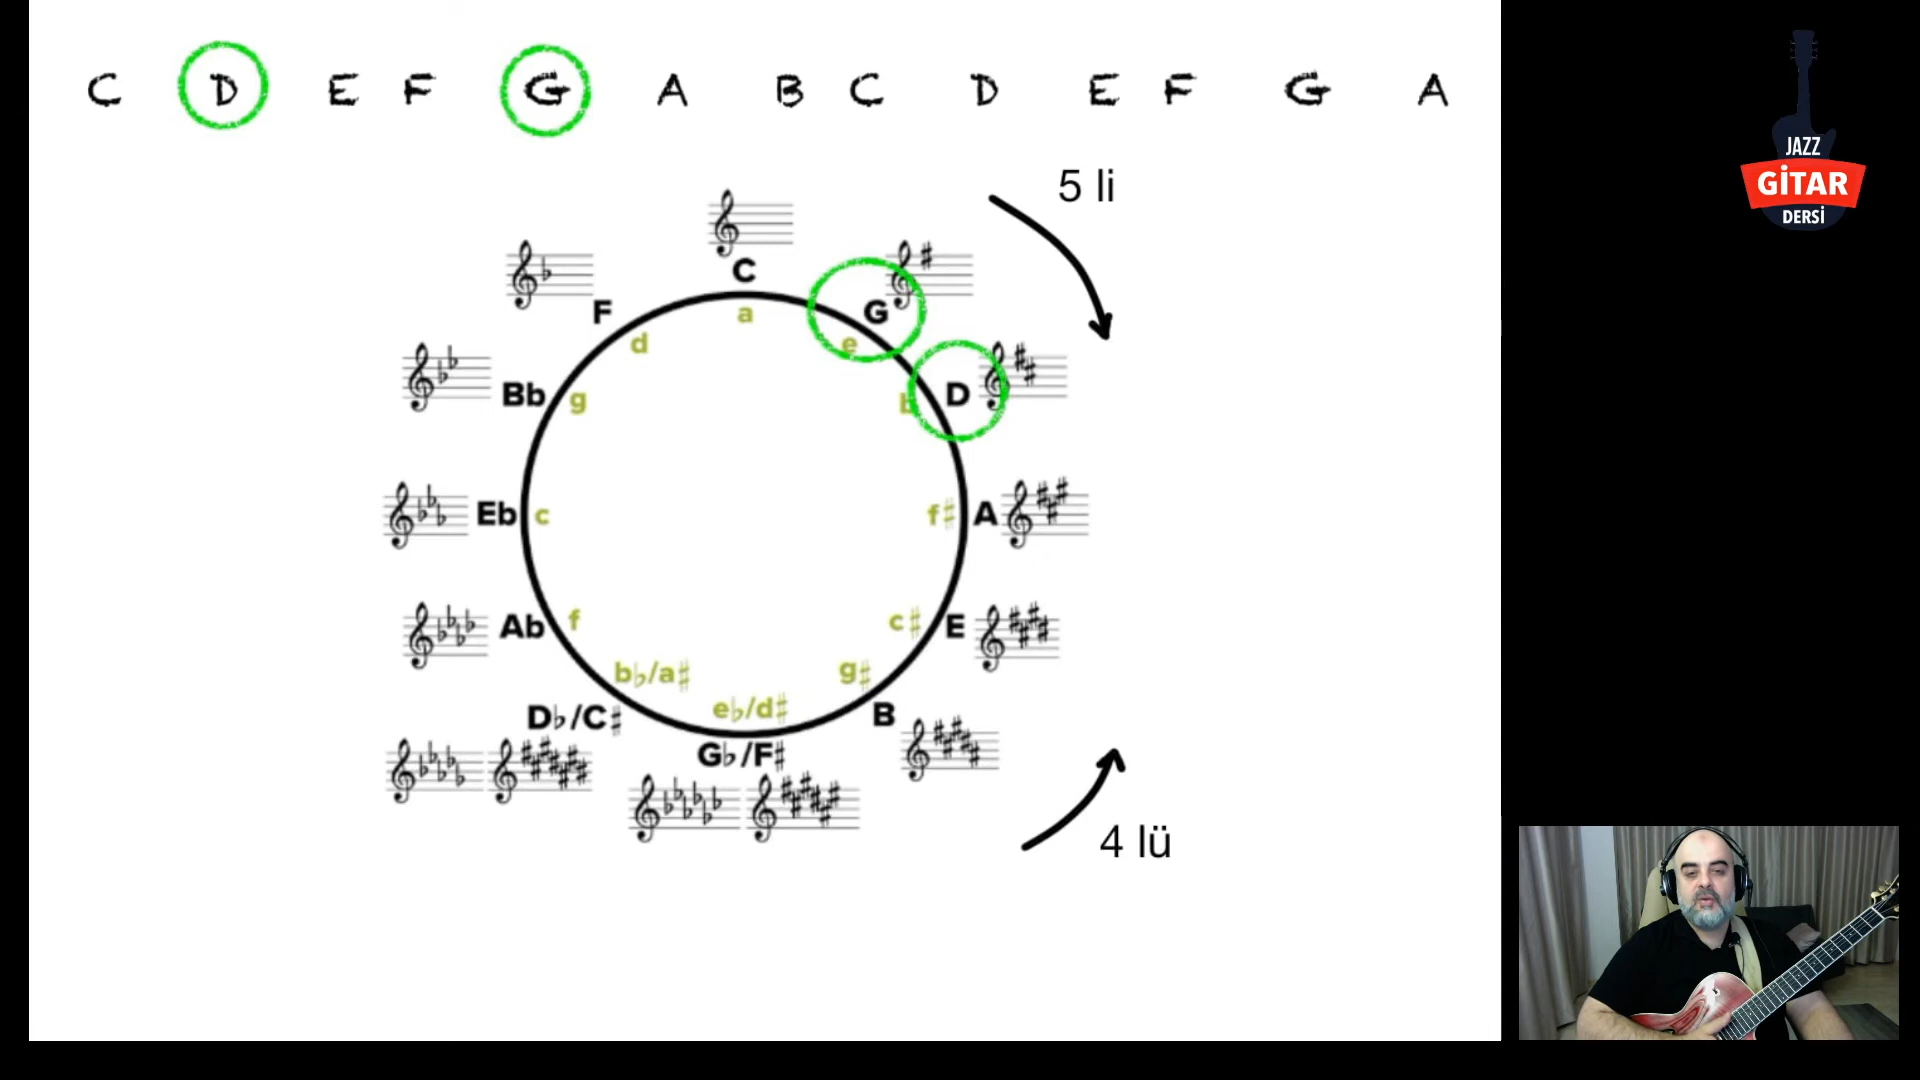 C D E F G A B C D E F G A
JAZZ
GİTAR
DERSİ
5 li
C
F
a
G
d
e
Bb
g
b
D
Eb
c
f♯
A
Ab
f
c♯
E
b♭/a♯
g♯
D♭/C♯
e♭/d♯
B
G♭/F♯
4 lü